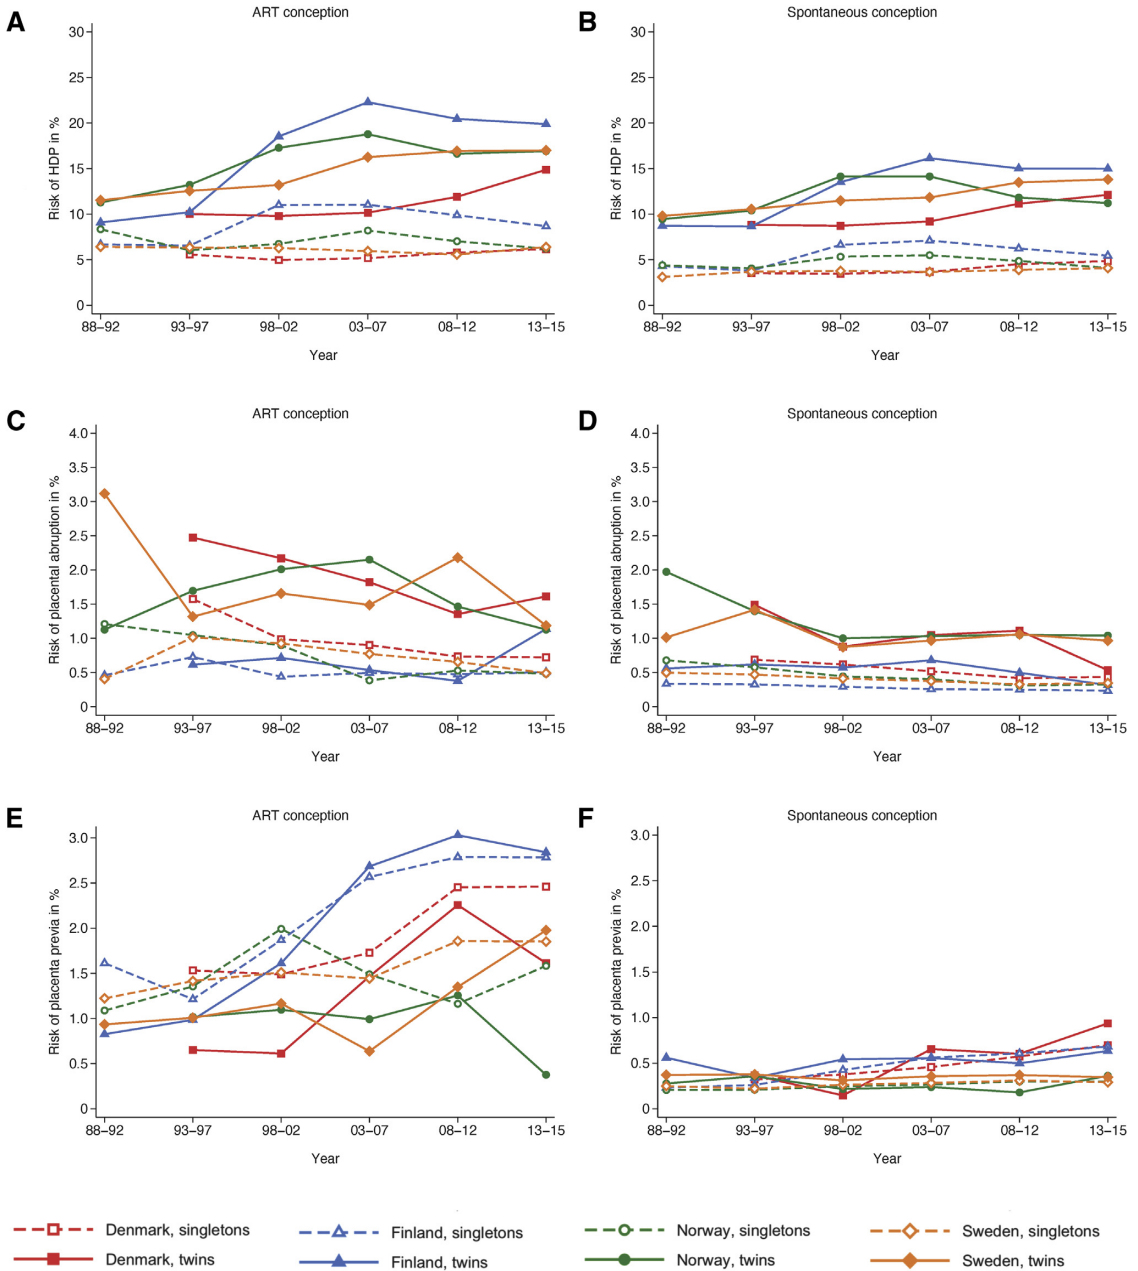 A
ART conception
Risk of HDP in %
30
25
20
15
10
5
0
88–92 93–97 98–02 03–07 08–12 13–15
Year
B
Spontaneous conception
Risk of HDP in %
30
25
20
15
10
5
0
88–92 93–97 98–02 03–07 08–12 13–15
Year
C
ART conception
Risk of placental abruption in %
4.0
3.5
3.0
2.5
2.0
1.5
1.0
0.5
0
88–92 93–97 98–02 03–07 08–12 13–15
Year
D
Spontaneous conception
Risk of placental abruption in %
4.0
3.5
3.0
2.5
2.0
1.5
1.0
0.5
0
88–92 93–97 98–02 03–07 08–12 13–15
Year
E
ART conception
Risk of placenta previa in %
3.0
2.5
2.0
1.5
1.0
0.5
0
88–92 93–97 98–02 03–07 08–12 13–15
Year
F
Spontaneous conception
Risk of placenta previa in %
3.0
2.5
2.0
1.5
1.0
0.5
0
88–92 93–97 98–02 03–07 08–12 13–15
Year
Denmark, singletons
Finland, singletons
Norway, singletons
Sweden, singletons
Denmark, twins
Finland, twins
Norway, twins
Sweden, twins